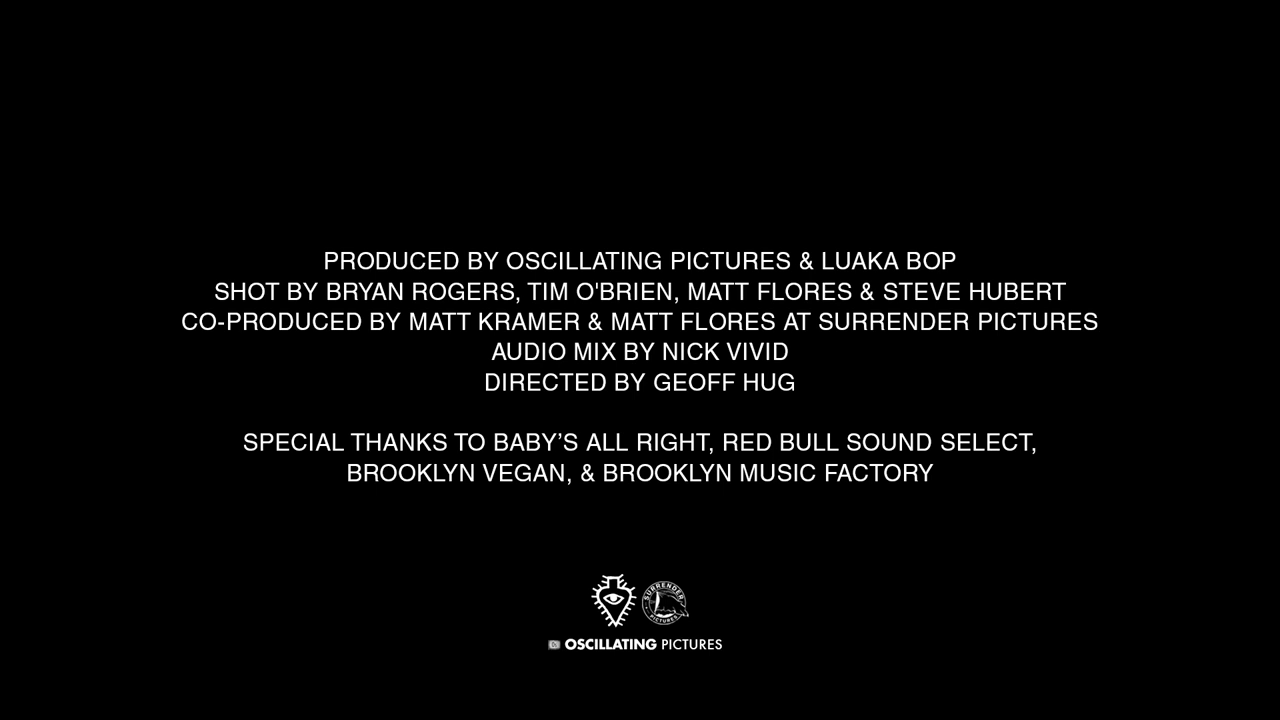 PRODUCED BY OSCILLATING PICTURES & LUAKA BOP
SHOT BY BRYAN ROGERS, TIM O'BRIEN, MATT FLORES & STEVE HUBERT
CO-PRODUCED BY MATT KRAMER & MATT FLORES AT SURRENDER PICTURES
AUDIO MIX BY NICK VIVID
DIRECTED BY GEOFF HUG
SPECIAL THANKS TO BABY’S ALL RIGHT, RED BULL SOUND SELECT,
BROOKLYN VEGAN, & BROOKLYN MUSIC FACTORY
SURRENDER
PICTURES
OSCILLATING PICTURES